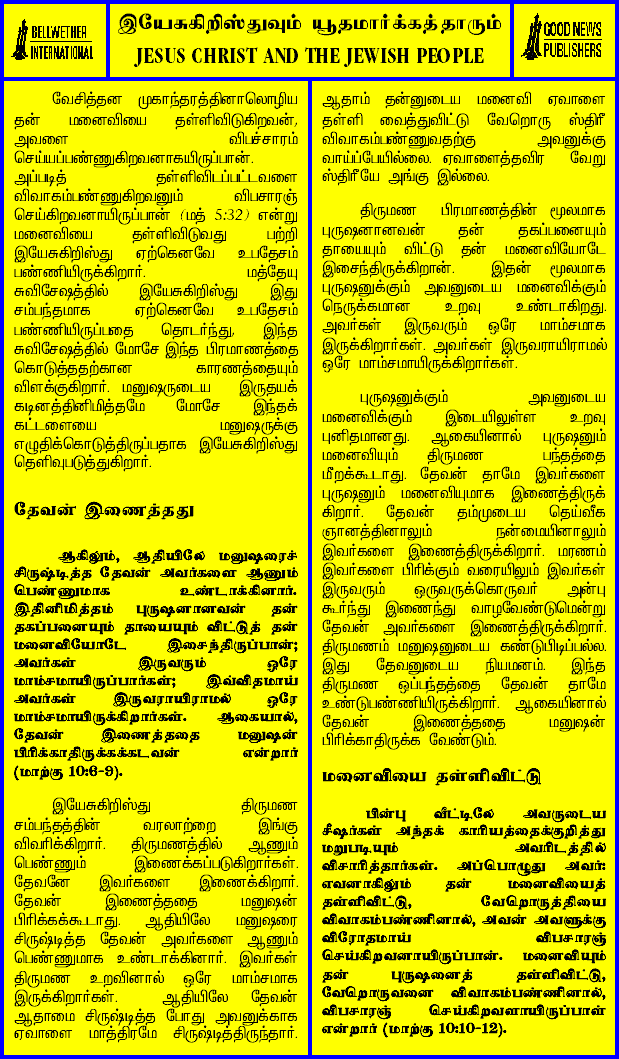 BELLWETHER
INTERNATIONAL
இயேசுகிறிஸ்துவும் யூதமார்க்கத்தாரும்
JESUS CHRIST AND THE JEWISH PEOPLE
GOOD NEWS
PUBLISHERS
வேசித்தன முகாந்தரத்தினாலொழிய
தன் மனைவியை தள்ளிவிடுகிறவன்,
அவளை விபச்சாரம்
செய்யப்பண்ணுகிறவனாகயிருப்பான்.
அப்படித் தள்ளிவிடப்பட்டவளை
விவாகம்பண்ணுகிறவனும் விபசாரஞ்
செய்கிறவனாயிருப்பான் (மத் 5:32) என்று
மனைவியை தள்ளிவிடுவது பற்றி
இயேசுகிறிஸ்து ஏற்கெனவே உபதேசம்
பண்ணியிருக்கிறார். மத்தேயு
சுவிசேஷத்தில் இயேசுகிறிஸ்து இது
சம்பந்தமாக ஏற்கெனவே உபதேசம்
பண்ணியிருப்பதை தொடர்ந்து, இந்த
சுவிசேஷத்தில் மோசே இந்த பிரமாணத்தை
கொடுத்ததற்கான காரணத்தையும்
விளக்குகிறார். மனுஷருடைய இருதயக்
கடினத்தினிமித்தமே மோசே இந்தக்
கட்டளையை மனுஷருக்கு
எழுதிக்கொடுத்திருப்பதாக இயேசுகிறிஸ்து
தெளிவுபடுத்துகிறார்.
தேவன் இணைத்தது
ஆகிலும், ஆதியிலே மனுஷரைச்
சிருஷ்டித்த தேவன் அவர்களை ஆணும்
பெண்ணுமாக உண்டாக்கினார்.
இதினிமித்தம் புருஷனானவன் தன்
தகப்பனையும் தாயையும் விட்டுத் தன்
மனைவியோடே இசைந்திருப்பான்;
அவர்கள் இருவரும் ஒரே
மாம்சமாயிருப்பார்கள்; இவ்விதமாய்
அவர்கள் இருவராயிராமல் ஒரே
மாம்சமாயிருக்கிறார்கள். ஆகையால்,
தேவன் இணைத்ததை மனுஷன்
பிரிக்காதிருக்கக்கடவன் என்றார்
(மாற்கு 10:6-9).
இயேசுகிறிஸ்து திருமண
சம்பந்தத்தின் வரலாற்றை இங்கு
விவரிக்கிறார். திருமணத்தில் ஆணும்
பெண்ணும் இணைக்கப்படுகிறார்கள்.
தேவனே இவர்களை இணைக்கிறார்.
தேவன் இணைத்ததை மனுஷன்
பிரிக்கக்கூடாது. ஆதியிலே மனுஷரை
சிருஷ்டித்த தேவன் அவர்களை ஆணும்
பெண்ணுமாக உண்டாக்கினார். இவர்கள்
திருமண உறவினால் ஒரே மாம்சமாக
இருக்கிறார்கள். ஆதியிலே தேவன்
ஆதாமை சிருஷ்டித்த போது அவனுக்காக
ஏவாளை மாத்திரமே சிருஷ்டித்திருந்தார்.
ஆதாம் தன்னுடைய மனைவி ஏவாளை
தள்ளி வைத்துவிட்டு வேறொரு ஸ்திரீ
விவாகம்பண்ணுவதற்கு அவனுக்கு
வாய்ப்பேயில்லை. ஏவாளைத்தவிர வேறு
ஸ்திரீயே அங்கு இல்லை.
திருமண பிரமாணத்தின் மூலமாக
புருஷனானவன் தன் தகப்பனையும்
தாயையும் விட்டு தன் மனைவியோடே
இசைந்திருக்கிறான். இதன் மூலமாக
புருஷனுக்கும் அவனுடைய மனைவிக்கும்
நெருக்கமான உறவு உண்டாகிறது.
அவர்கள் இருவரும் ஒரே மாம்சமாக
இருக்கிறார்கள். அவர்கள் இருவராயிராமல்
ஒரே மாம்சமாயிருக்கிறார்கள்.
புருஷனுக்கும் அவனுடைய
மனைவிக்கும் இடையிலுள்ள உறவு
புனிதமானது. ஆகையினால் புருஷனும்
மனைவியும் திருமண பந்தத்தை
மீறக்கூடாது. தேவன் தாமே இவர்களை
புருஷனும் மனைவியுமாக இணைத்திருக்
கிறார். தேவன் தம்முடைய தெய்வீக
ஞானத்தினாலும் நன்மையினாலும்
இவர்களை இணைத்திருக்கிறார். மரணம்
இவர்களை பிரிக்கும் வரையிலும் இவர்கள்
இருவரும் ஒருவருக்கொருவர் அன்பு
கூர்ந்து இணைந்து வாழவேண்டுமென்று
தேவன் அவர்களை இணைத்திருக்கிறார்.
திருமணம் மனுஷனுடைய கண்டுபிடிப்பல்ல.
இது தேவனுடைய நியமனம். இந்த
திருமண ஒப்பந்தத்தை தேவன் தாமே
உண்டுபண்ணியிருக்கிறார். ஆகையினால்
தேவன் இணைத்ததை மனுஷன்
பிரிக்காதிருக்க வேண்டும்.
மனைவியை தள்ளிவிட்டு
பின்பு வீட்டிலே அவருடைய
சீஷர்கள் அந்தக் காரியத்தைக்குறித்து
மறுபடியும் அவரிடத்தில்
விசாரித்தார்கள். அப்பொழுது அவர்:
எவனாகிலும் தன் மனைவியைத்
தள்ளிவிட்டு, வேறொருத்தியை
விவாகம்பண்ணினால், அவன் அவளுக்கு
விரோதமாய் விபசாரஞ்
செய்கிறவனாயிருப்பான். மனைவியும்
தன் புருஷனைத் தள்ளிவிட்டு,
வேறொருவனை விவாகம்பண்ணினால்,
விபசாரஞ் செய்கிறவளாயிருப்பாள்
என்றார் (மாற்கு 10:10-12).